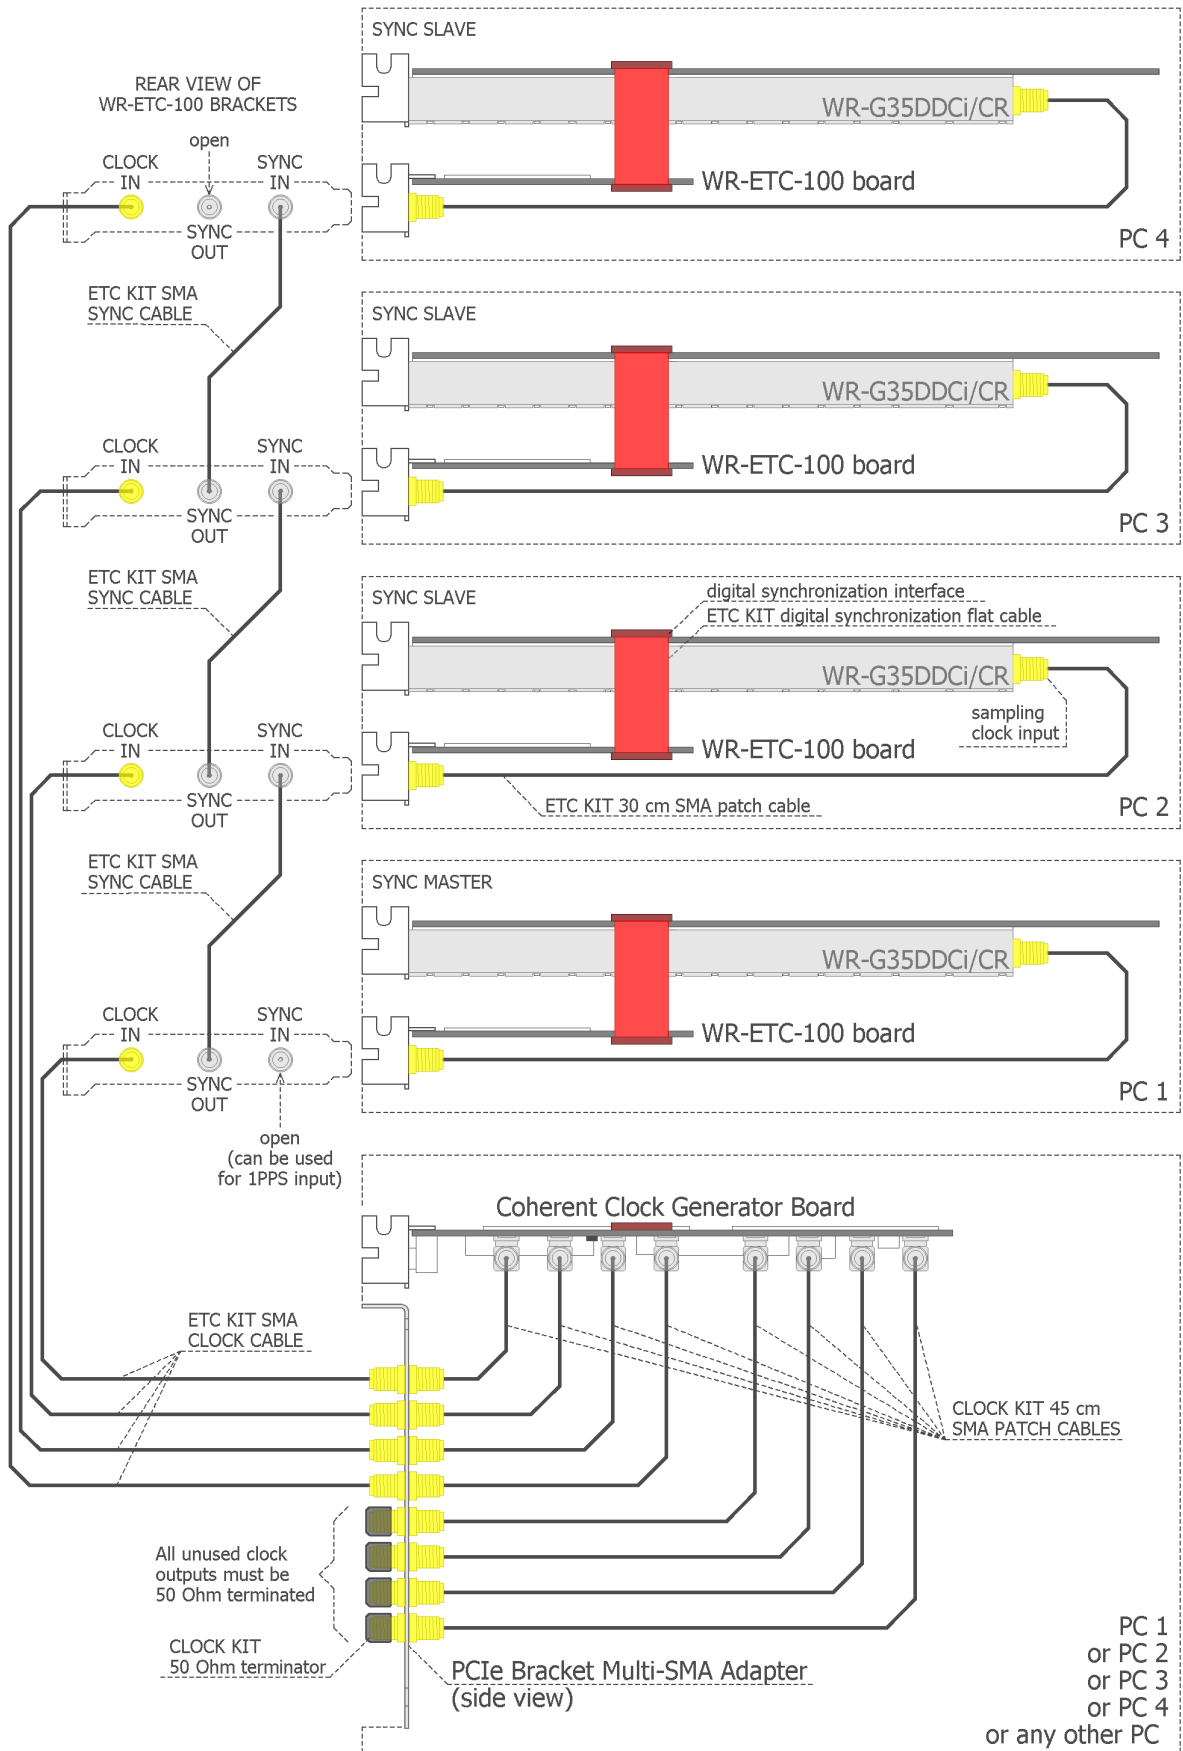 SYNC SLAVE
REAR VIEW OF
WR-ETC-100 BRACKETS
open
CLOCK
IN
SYNC
IN
SYNC
OUT
WR-G35DDCi/CR
WR-ETC-100 board
PC 4
ETC KIT SMA
SYNC CABLE
SYNC SLAVE
CLOCK
IN
SYNC
IN
SYNC
OUT
WR-G35DDCi/CR
WR-ETC-100 board
PC 3
ETC KIT SMA
SYNC CABLE
SYNC SLAVE
digital synchronization interface
ETC KIT digital synchronization flat cable
WR-G35DDCi/CR
sampling
clock input
CLOCK
IN
SYNC
IN
SYNC
OUT
WR-ETC-100 board
ETC KIT 30 cm SMA patch cable
PC 2
ETC KIT SMA
SYNC CABLE
SYNC MASTER
WR-G35DDCi/CR
CLOCK
IN
SYNC
IN
SYNC
OUT
WR-ETC-100 board
PC 1
open
(can be used
for 1PPS input)
Coherent Clock Generator Board
ETC KIT SMA
CLOCK CABLE
CLOCK KIT 45 cm
SMA PATCH CABLES
All unused clock
outputs must be
50 Ohm terminated
CLOCK KIT
50 Ohm terminator
PCIe Bracket Multi-SMA Adapter
(side view)
PC 1
or PC 2
or PC 3
or PC 4
or any other PC